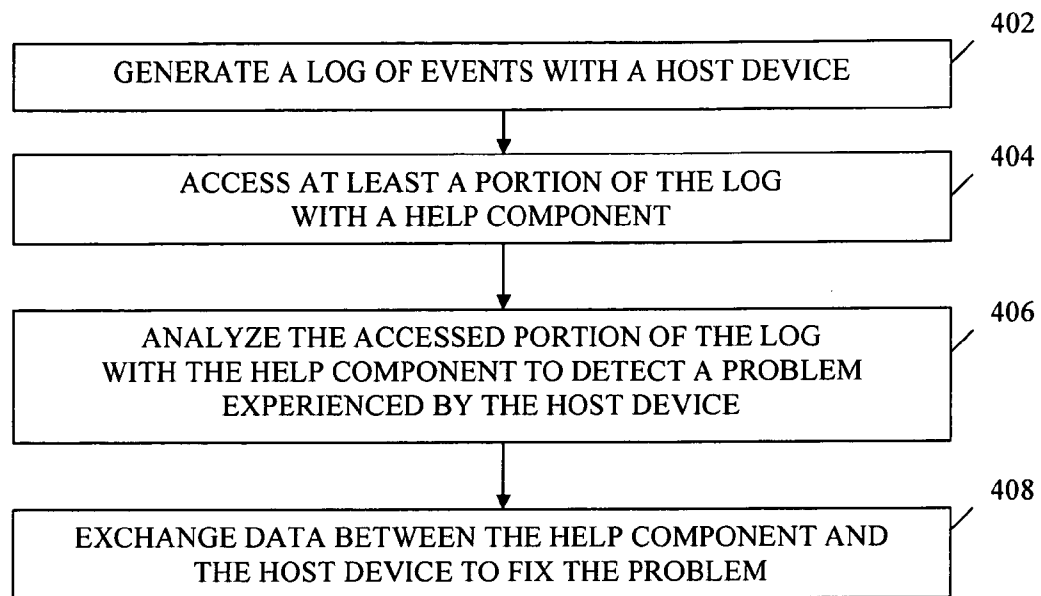 402
GENERATE A LOG OF EVENTS WITH A HOST DEVICE
404
ACCESS AT LEAST A PORTION OF THE LOG
WITH A HELP COMPONENT
406
ANALYZE THE ACCESSED PORTION OF THE LOG
WITH THE HELP COMPONENT TO DETECT A PROBLEM
EXPERIENCED BY THE HOST DEVICE
408
EXCHANGE DATA BETWEEN THE HELP COMPONENT AND
THE HOST DEVICE TO FIX THE PROBLEM